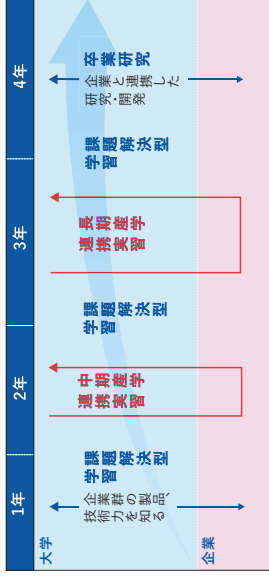 1年
2年
3年
4年
大学
企業群の製品、
技術力を知る
課題解決型
学習
中期産学
連携実習
課題解決型
学習
長期産学
連携実習
課題解決型
学習
卒業研究
企業と連携した
研究・開発
企業